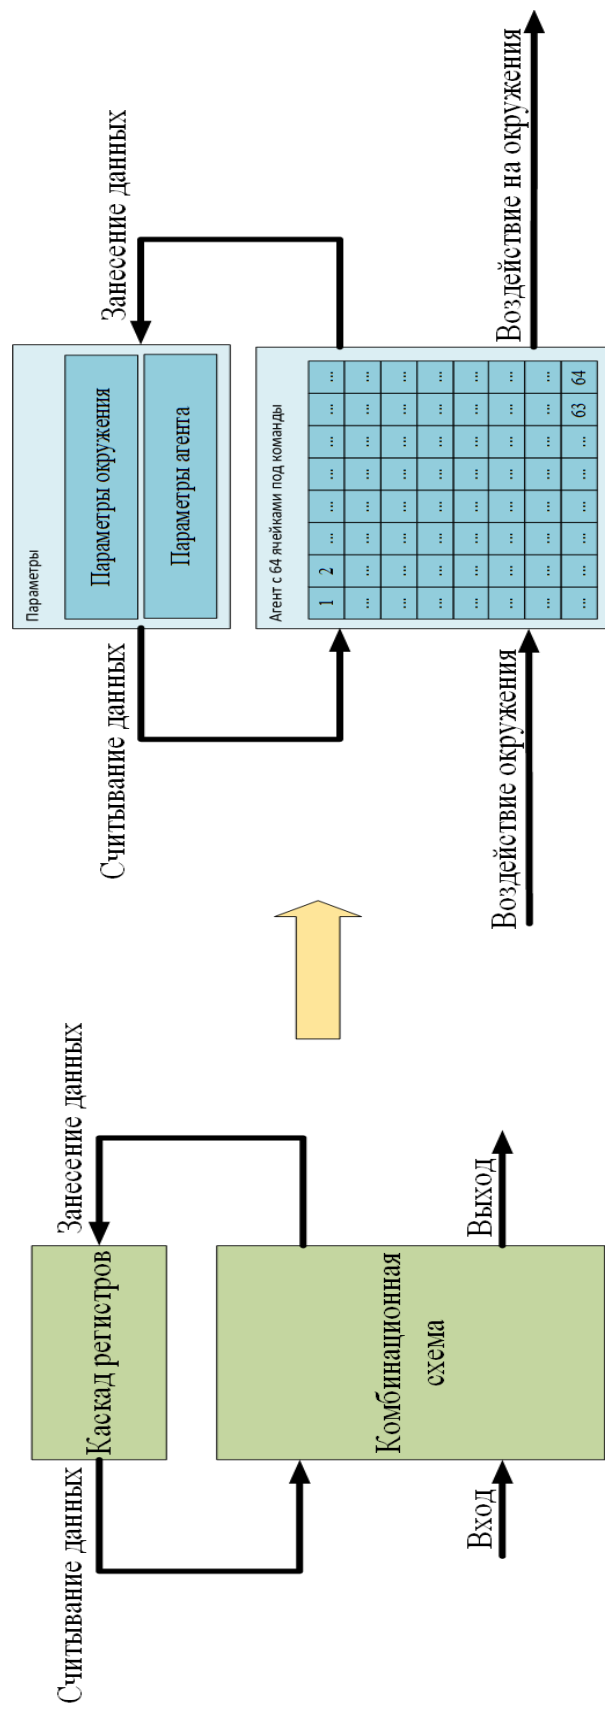 Считывание данных
Занесение данных
Каскад регистров
Комбинационная
схема
Вход
Выход
Считывание данных
Занесение данных
Параметры
Параметры окружения
Параметры агента
Агент с 64 ячейками под команды
1 2 ... ... ... ... ... ...
... ... ... ... ... ... ... ...
... ... ... ... ... ... ... ...
... ... ... ... ... ... ... ...
... ... ... ... ... ... ... ...
... ... ... ... ... ... ... ...
... ... ... ... ... ... ... ...
... ... ... ... ... ... 63 64
Воздействие окружения
Воздействие на окружения